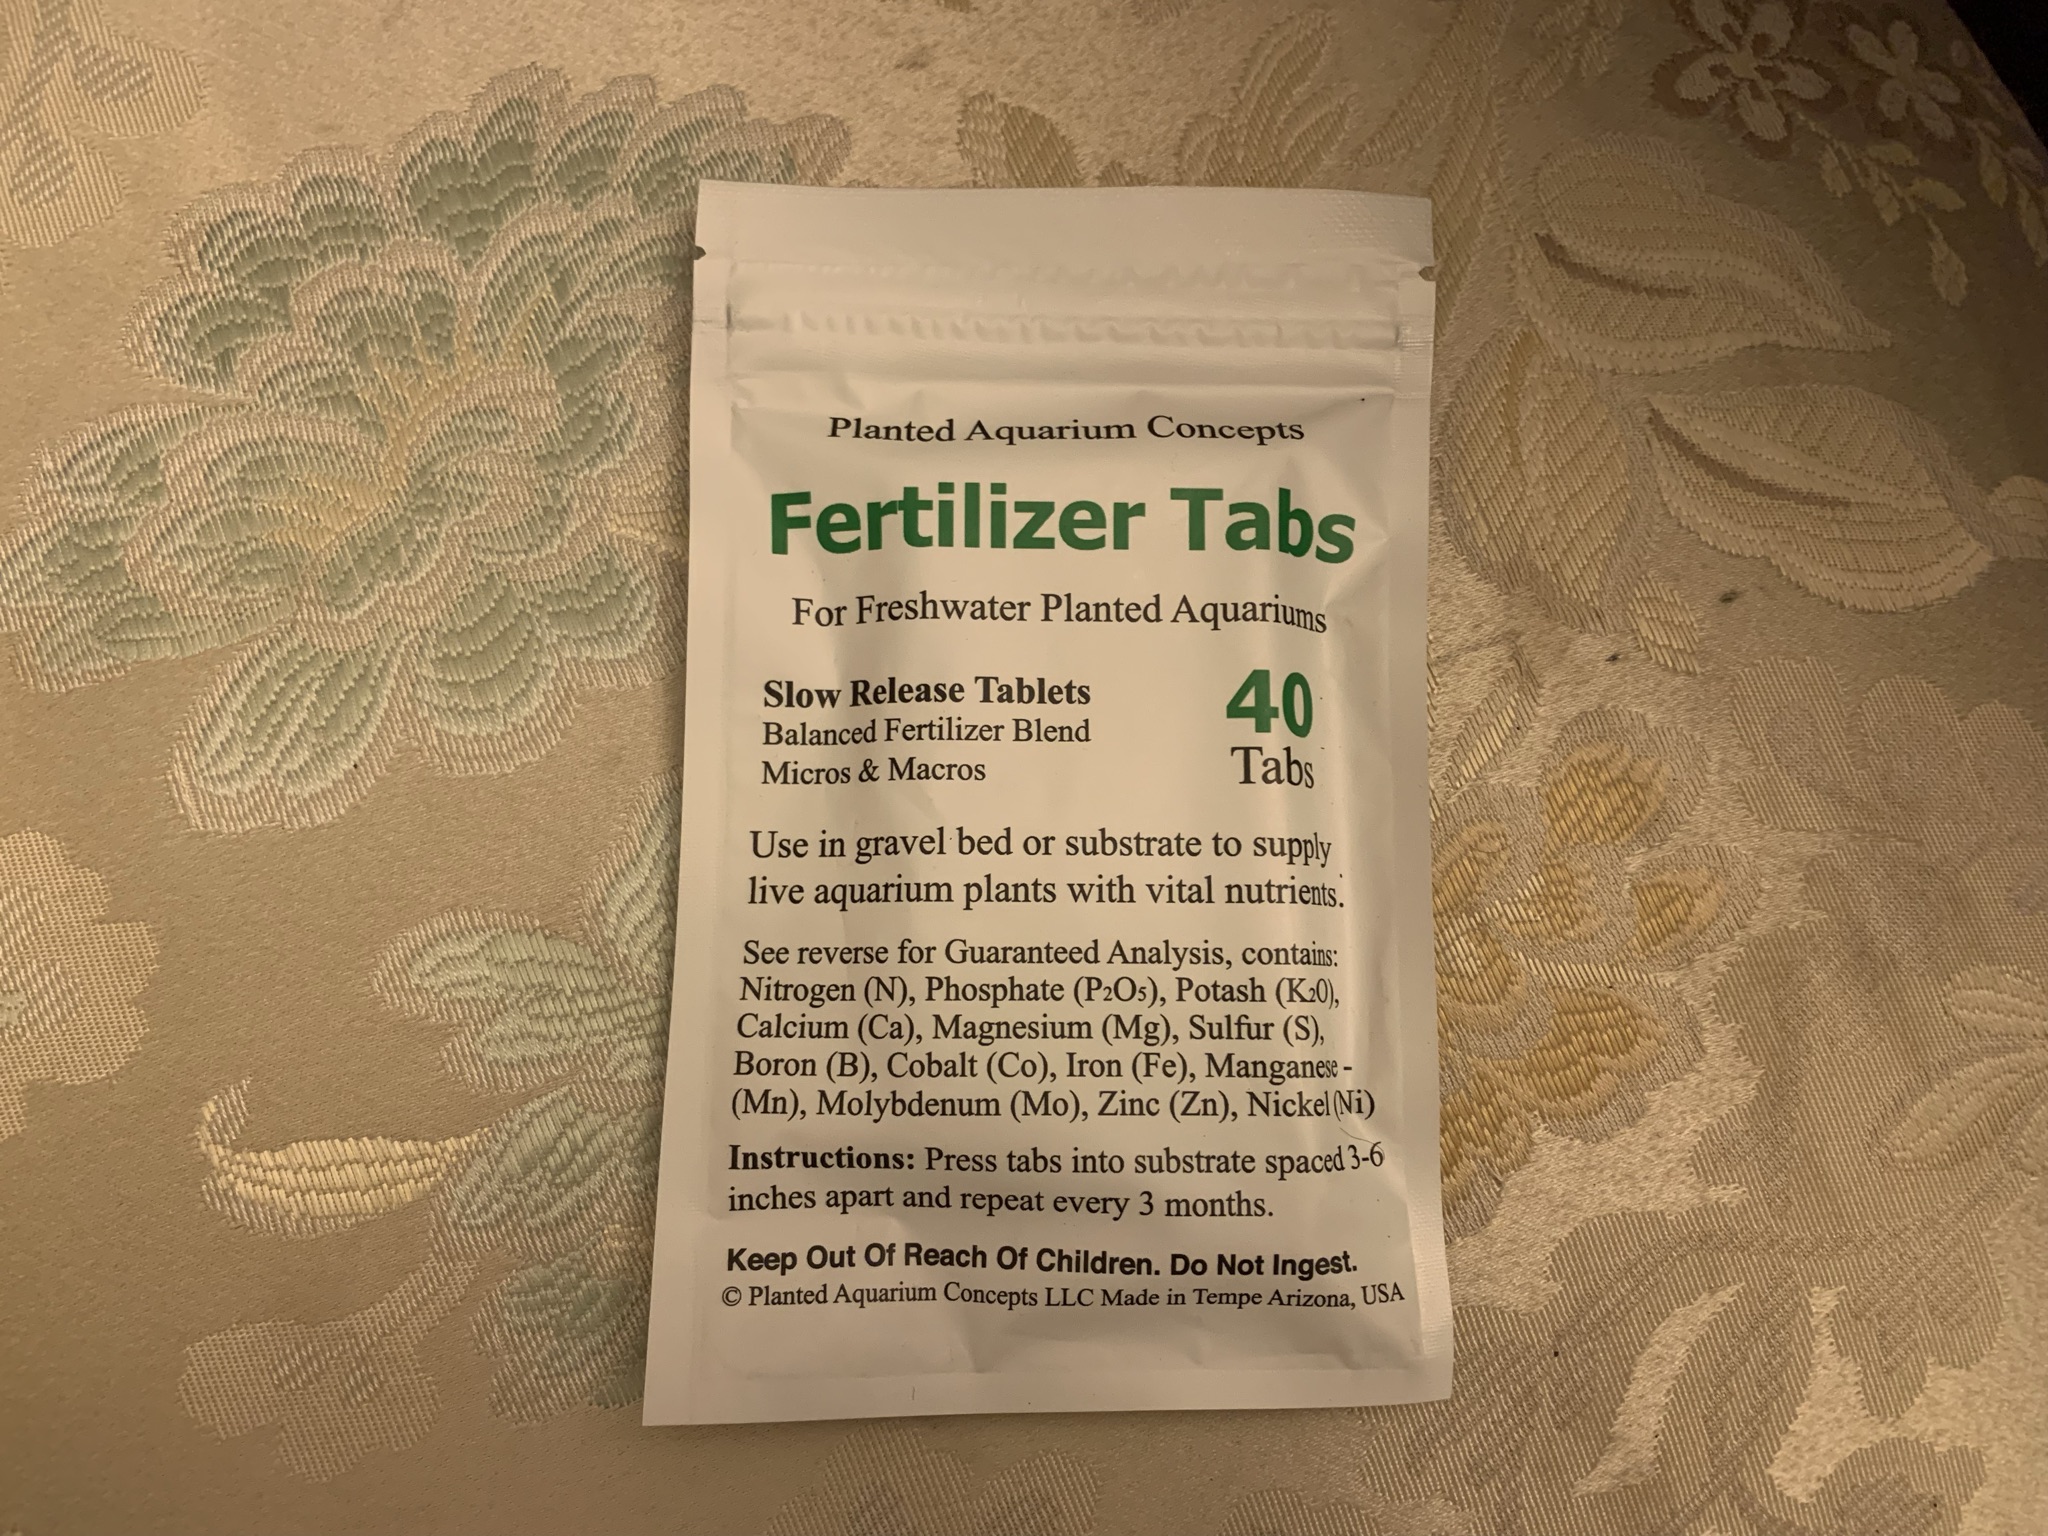 Planted Aquarium Concepts
Fertilizer Tabs
For Freshwater Planted Aquariums
Slow Release Tablets
Balanced Fertilizer Blend
Micros & Macros
40
Tabs
Use in gravel bed or substrate to supply
live aquarium plants with vital nutrients.
See reverse for Guaranteed Analysis, contains:
Nitrogen (N), Phosphate (P₂O₅), Potash (K₂0),
Calcium (Ca), Magnesium (Mg), Sulfur (S),
Boron (B), Cobalt (Co), Iron (Fe), Manganese -
(Mn), Molybdenum (Mo), Zinc (Zn), Nickel (Ni)
Instructions: Press tabs into substrate spaced 3-6
inches apart and repeat every 3 months.
Keep Out Of Reach Of Children. Do Not Ingest.
© Planted Aquarium Concepts LLC Made in Tempe Arizona, USA